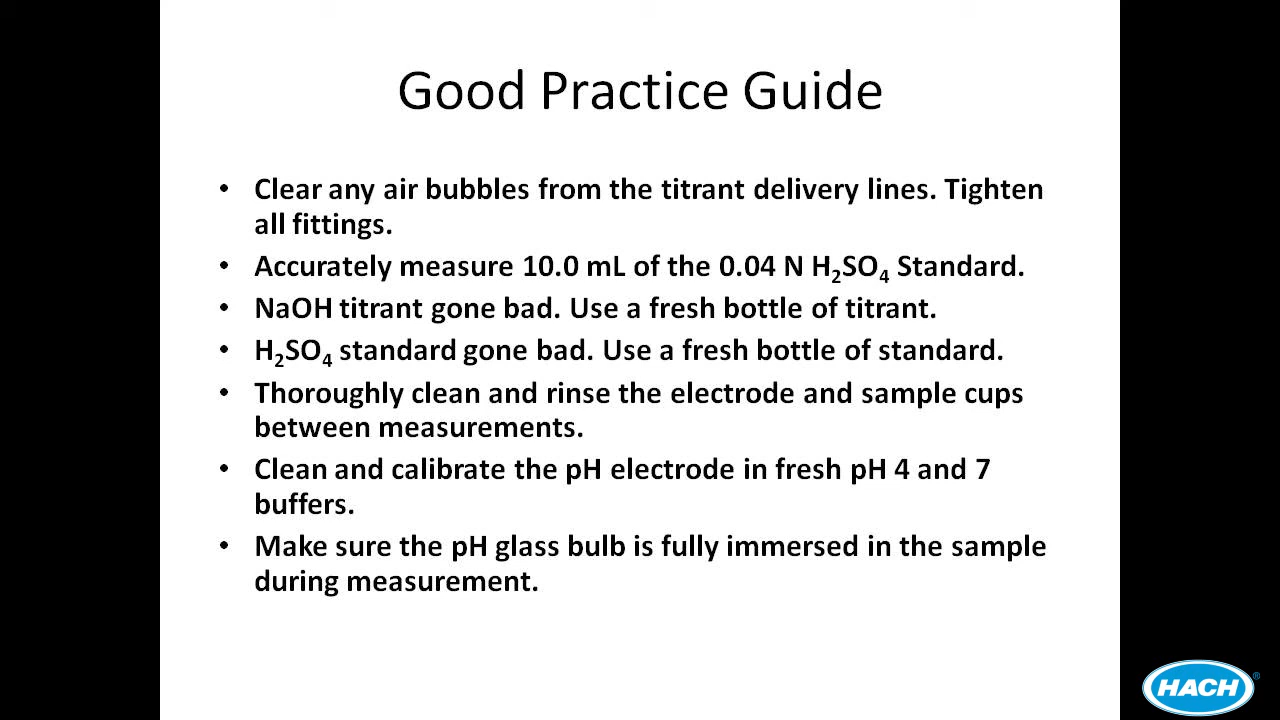 Good Practice Guide
• Clear any air bubbles from the titrant delivery lines. Tighten
all fittings.
• Accurately measure 10.0 mL of the 0.04 N H₂SO₄ Standard.
• NaOH titrant gone bad. Use a fresh bottle of titrant.
• H₂SO₄ standard gone bad. Use a fresh bottle of standard.
• Thoroughly clean and rinse the electrode and sample cups
between measurements.
• Clean and calibrate the pH electrode in fresh pH 4 and 7
buffers.
• Make sure the pH glass bulb is fully immersed in the sample
during measurement.
HACH®